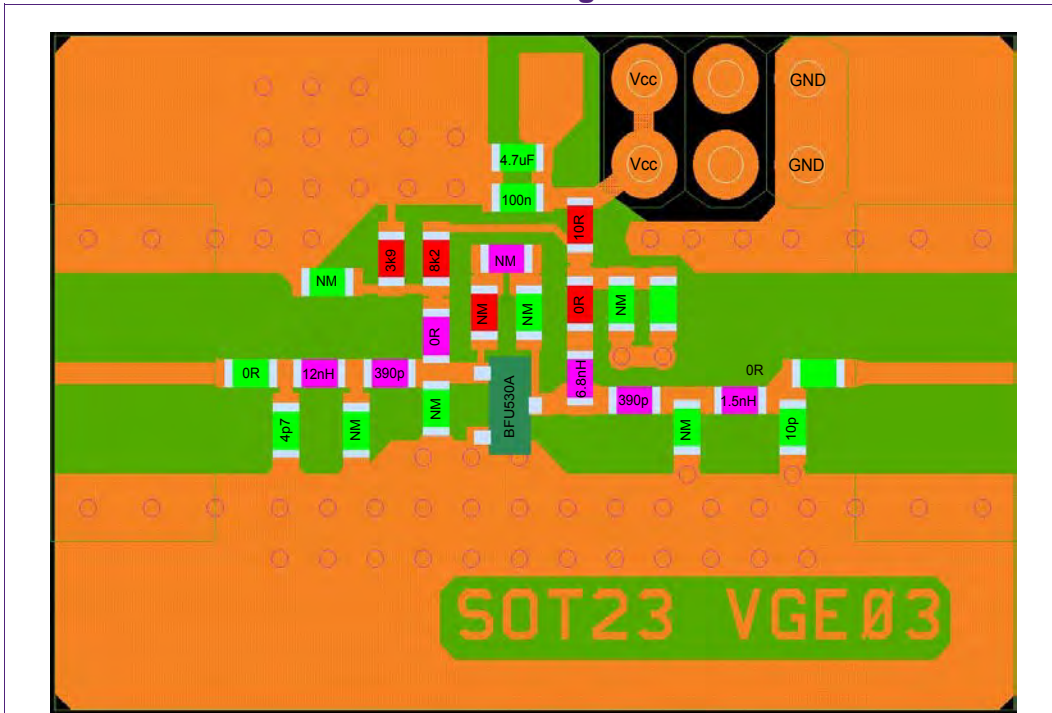 Vcc
GND
4.7uF
Vcc
GND
100n
10R
3k9
8k2
NM
NM
NM
NM
0R
NM
0R
0R
12nH
390p
6.8nH
0R
BFU530A
390p
1.5nH
4p7
NM
NM
NM
10p
SOT23 VGEØ3